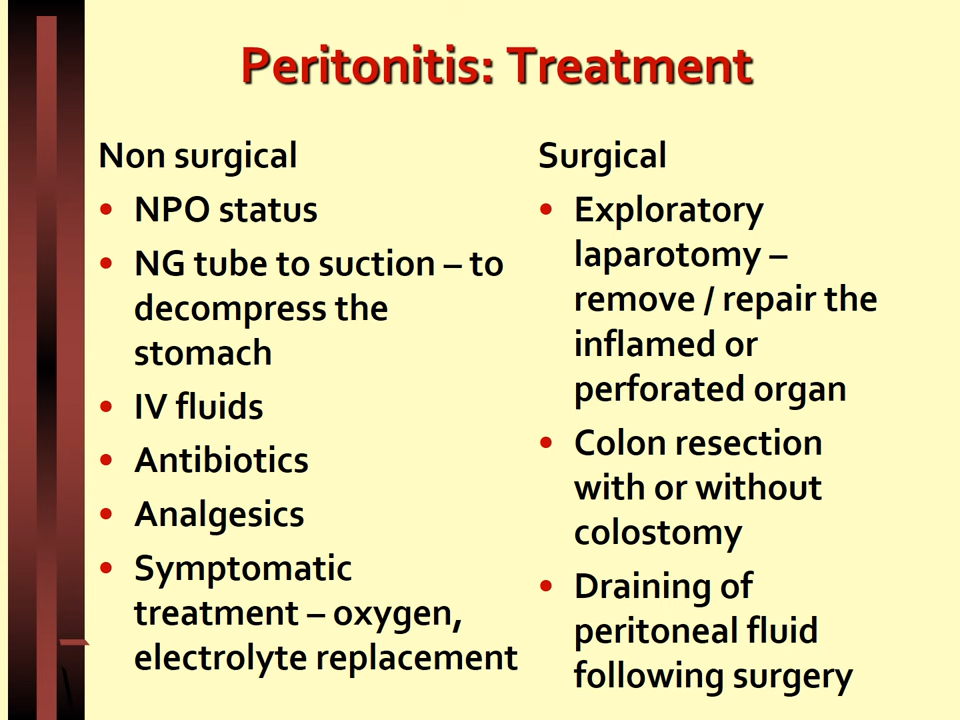 Peritonitis: Treatment
Non surgical
• NPO status
• NG tube to suction – to
decompress the
stomach
• IV fluids
• Antibiotics
• Analgesics
• Symptomatic
treatment – oxygen,
electrolyte replacement
Surgical
• Exploratory
laparotomy –
remove / repair the
inflamed or
perforated organ
• Colon resection
with or without
colostomy
• Draining of
peritoneal fluid
following surgery